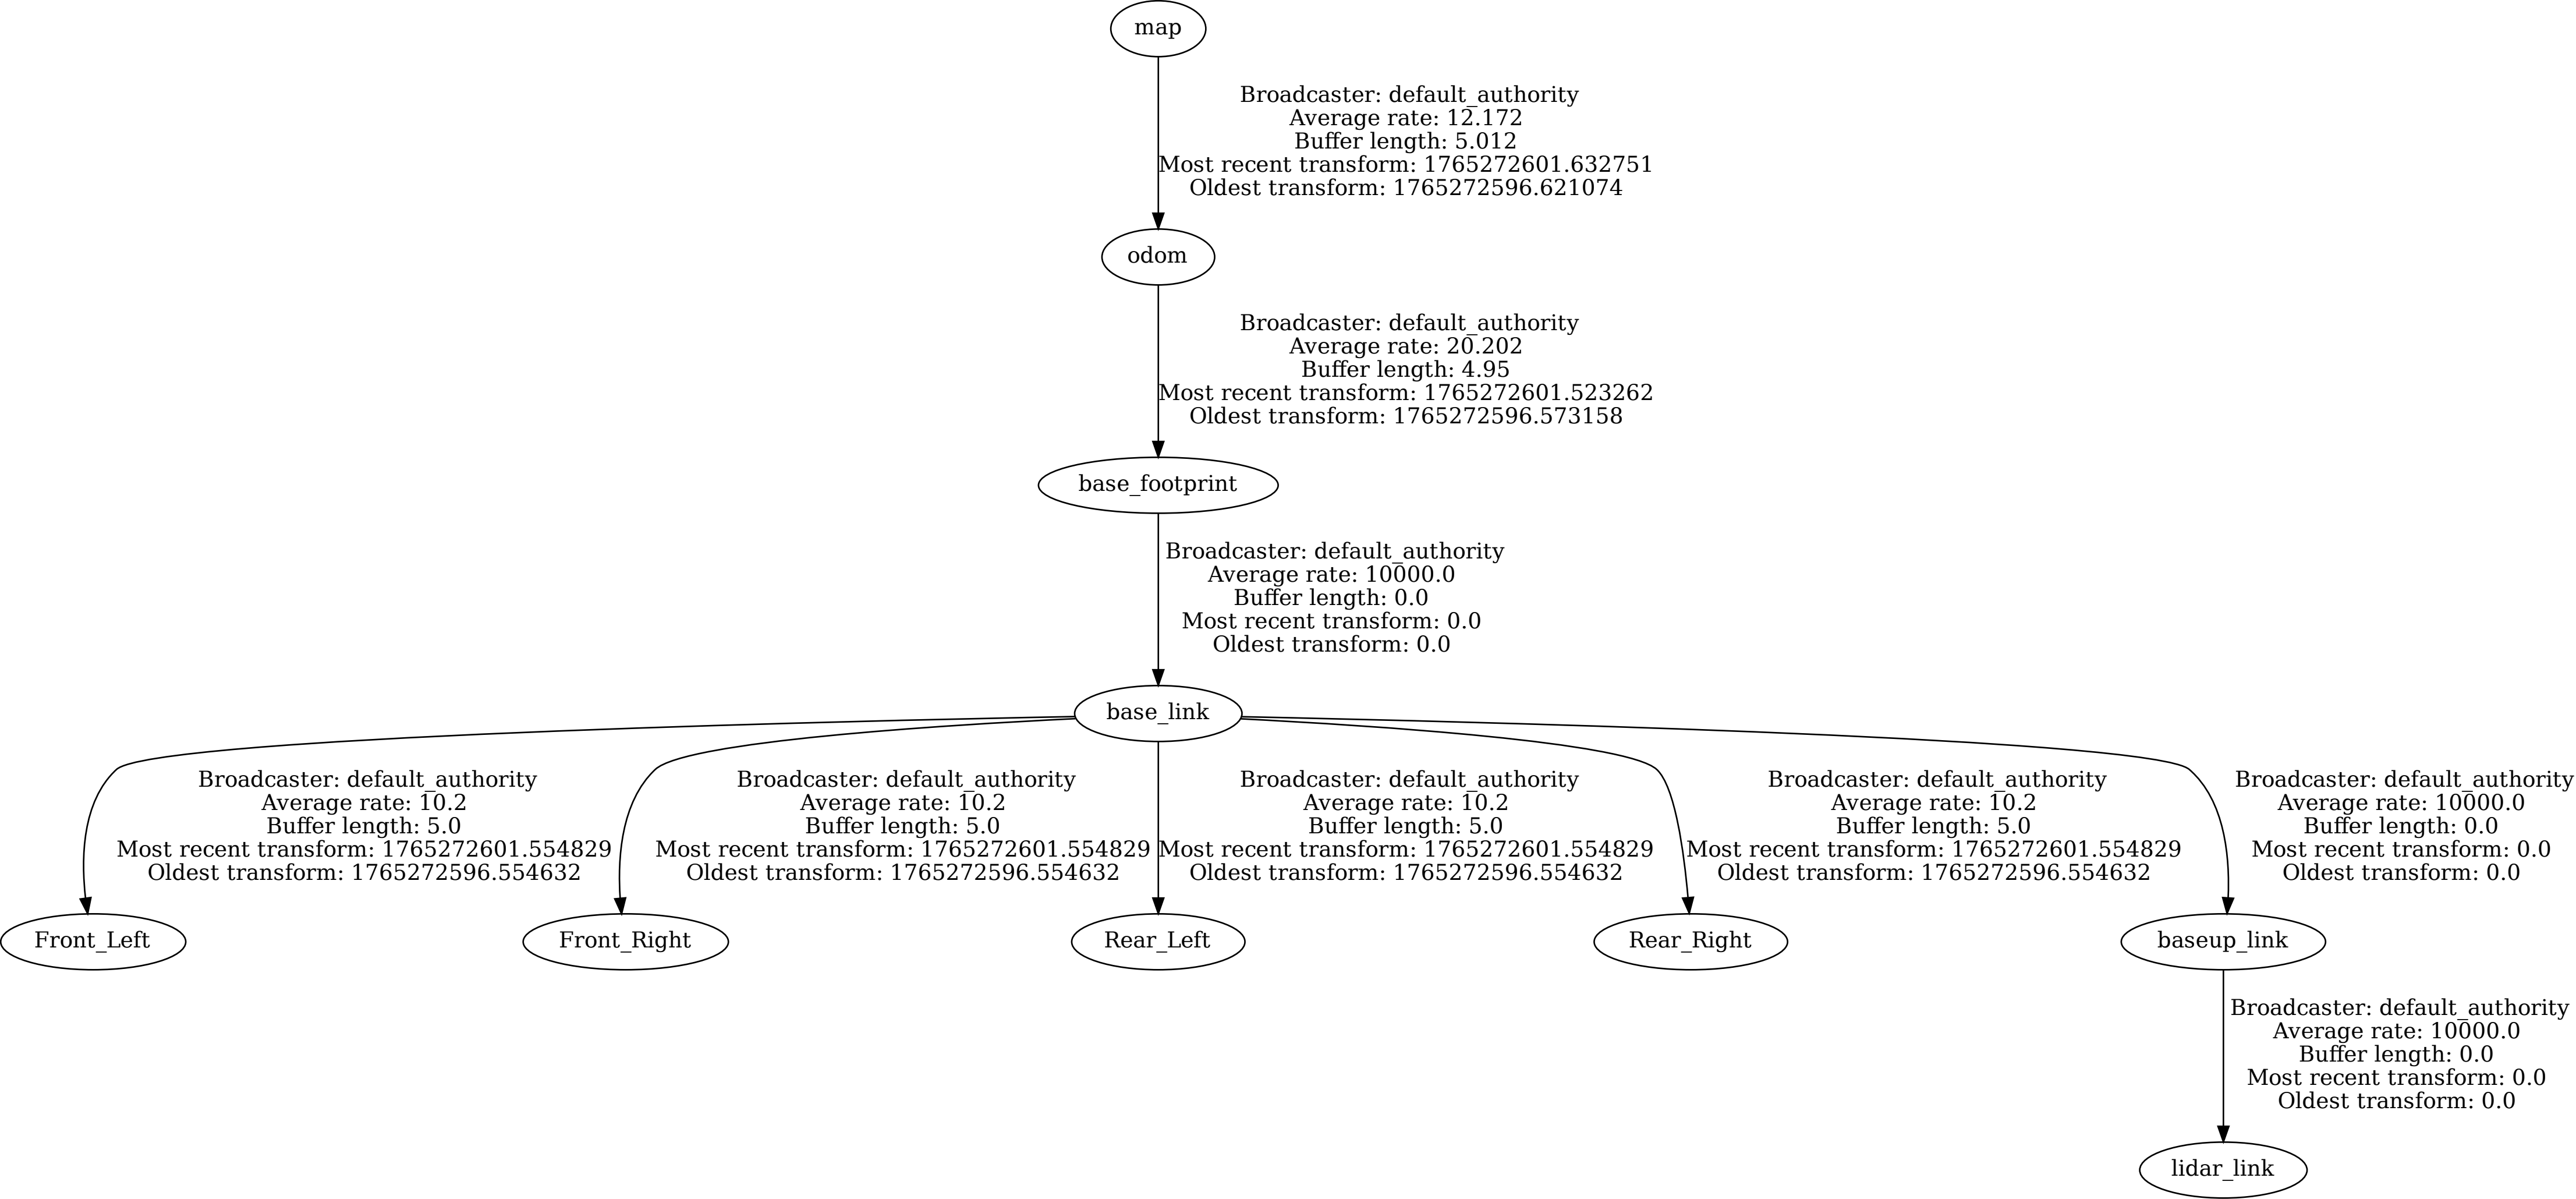 map
Broadcaster: default_authority
Average rate: 12.172
Buffer length: 5.012
Most recent transform: 1765272601.632751
Oldest transform: 1765272596.621074
odom
Broadcaster: default_authority
Average rate: 20.202
Buffer length: 4.95
Most recent transform: 1765272601.523262
Oldest transform: 1765272596.573158
base_footprint
Broadcaster: default_authority
Average rate: 10000.0
Buffer length: 0.0
Most recent transform: 0.0
Oldest transform: 0.0
base_link
Broadcaster: default_authority
Average rate: 10.2
Buffer length: 5.0
Most recent transform: 1765272601.554829
Oldest transform: 1765272596.554632
Broadcaster: default_authority
Average rate: 10.2
Buffer length: 5.0
Most recent transform: 1765272601.554829
Oldest transform: 1765272596.554632
Broadcaster: default_authority
Average rate: 10.2
Buffer length: 5.0
Most recent transform: 1765272601.554829
Oldest transform: 1765272596.554632
Broadcaster: default_authority
Average rate: 10.2
Buffer length: 5.0
Most recent transform: 1765272601.554829
Oldest transform: 1765272596.554632
Broadcaster: default_authority
Average rate: 10000.0
Buffer length: 0.0
Most recent transform: 0.0
Oldest transform: 0.0
Front_Left
Front_Right
Rear_Left
Rear_Right
baseup_link
Broadcaster: default_authority
Average rate: 10000.0
Buffer length: 0.0
Most recent transform: 0.0
Oldest transform: 0.0
lidar_link